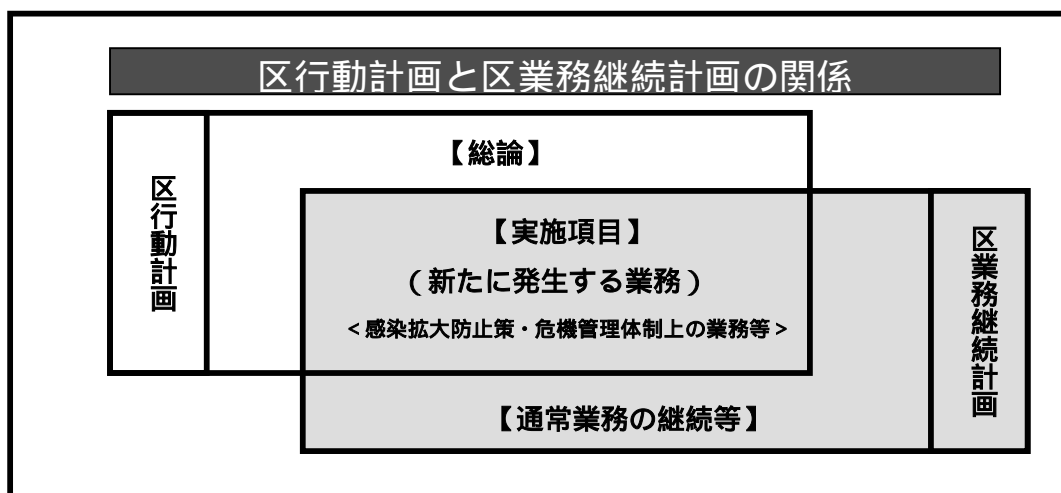 区行動計画と区業務継続計画の関係
区行動計画
【総論】
【実施項目】
(新たに発生する業務)
<感染拡大防止策・危機管理体制上の業務等>
【通常業務の継続等】
区業務継続計画